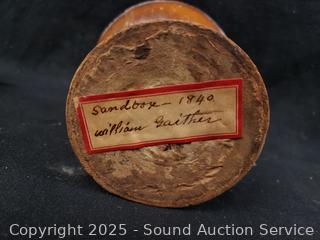 Sandbox - 1840
William Gaither
Copyright © 2025 - Sound Auction Service